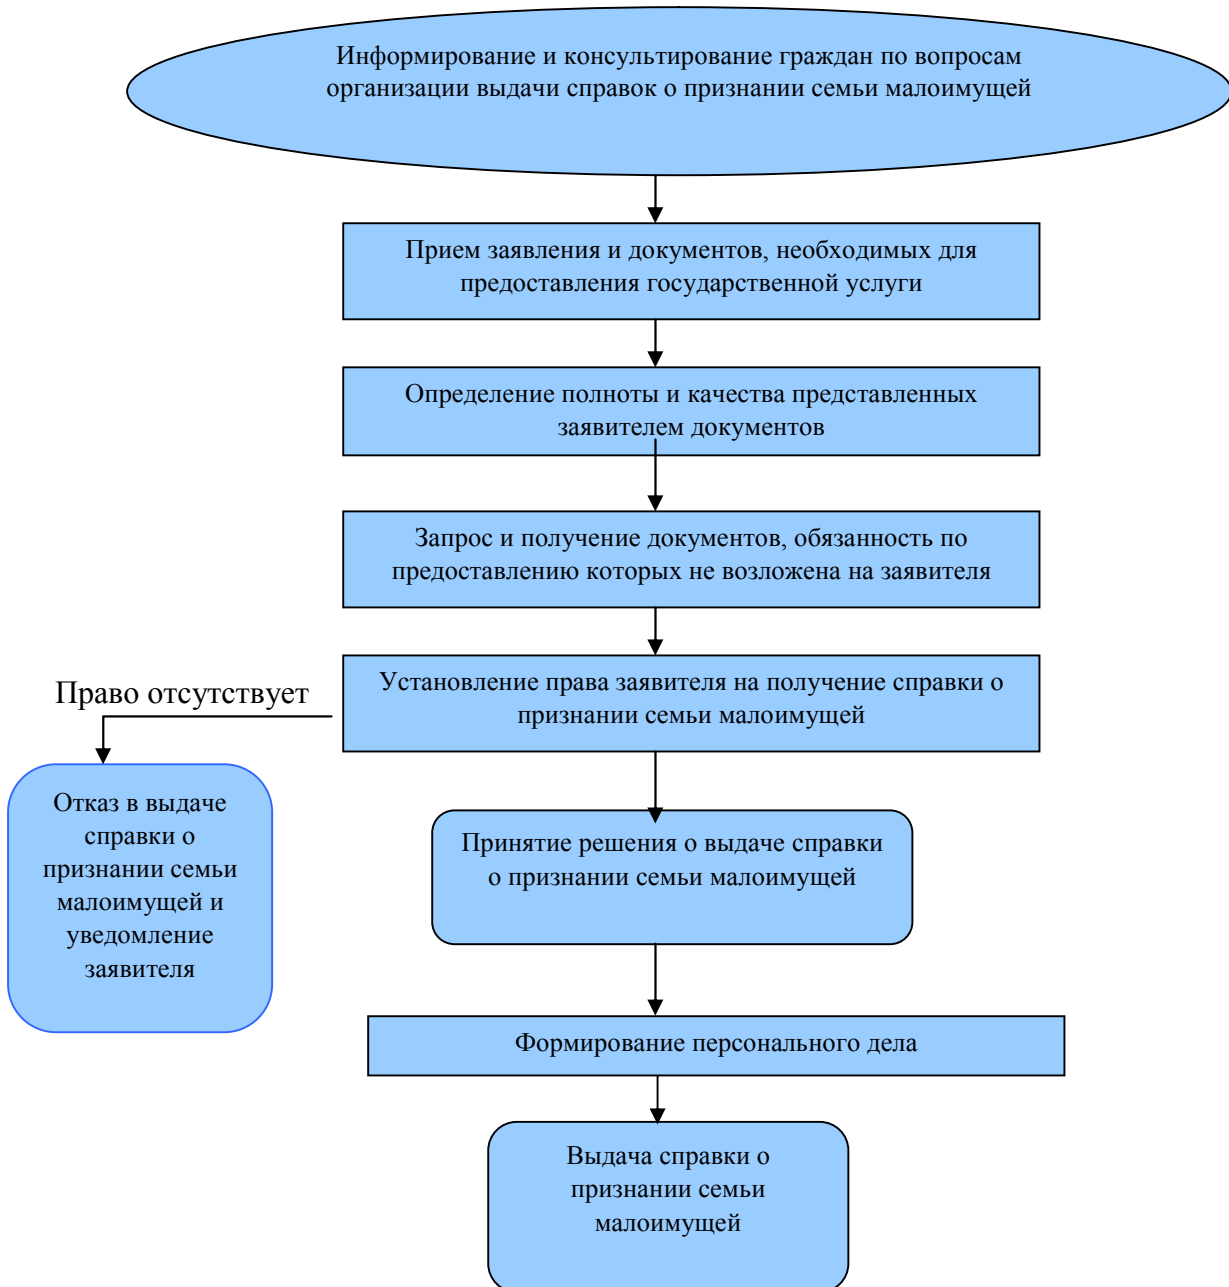 Информирование и консультирование граждан по вопросам
организации выдачи справок о признании семьи малоимущей
Прием заявления и документов, необходимых для
предоставления государственной услуги
Определение полноты и качества представленных
заявителем документов
Запрос и получение документов, обязанность по
предоставлению которых не возложена на заявителя
Установление права заявителя на получение справки о
признании семьи малоимущей
Право отсутствует
Отказ в выдаче
справки о
признании семьи
малоимущей и
уведомление
заявителя
Принятие решения о выдаче справки
о признании семьи малоимущей
Формирование персонального дела
Выдача справки о
признании семьи
малоимущей